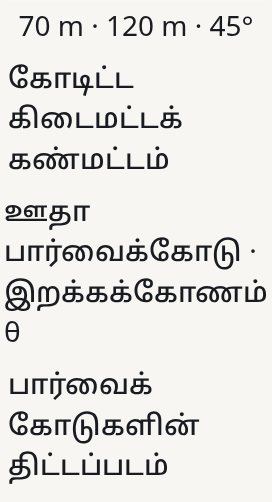 70 m · 120 m · 45°
கோடிட்ட
கிடைமட்டக்
கண்மட்டம்
ஊதா
பார்வைக்கோடு ·
இறக்கக்கோணம்
θ
பார்வைக்
கோடுகளின்
திட்டப்படம்